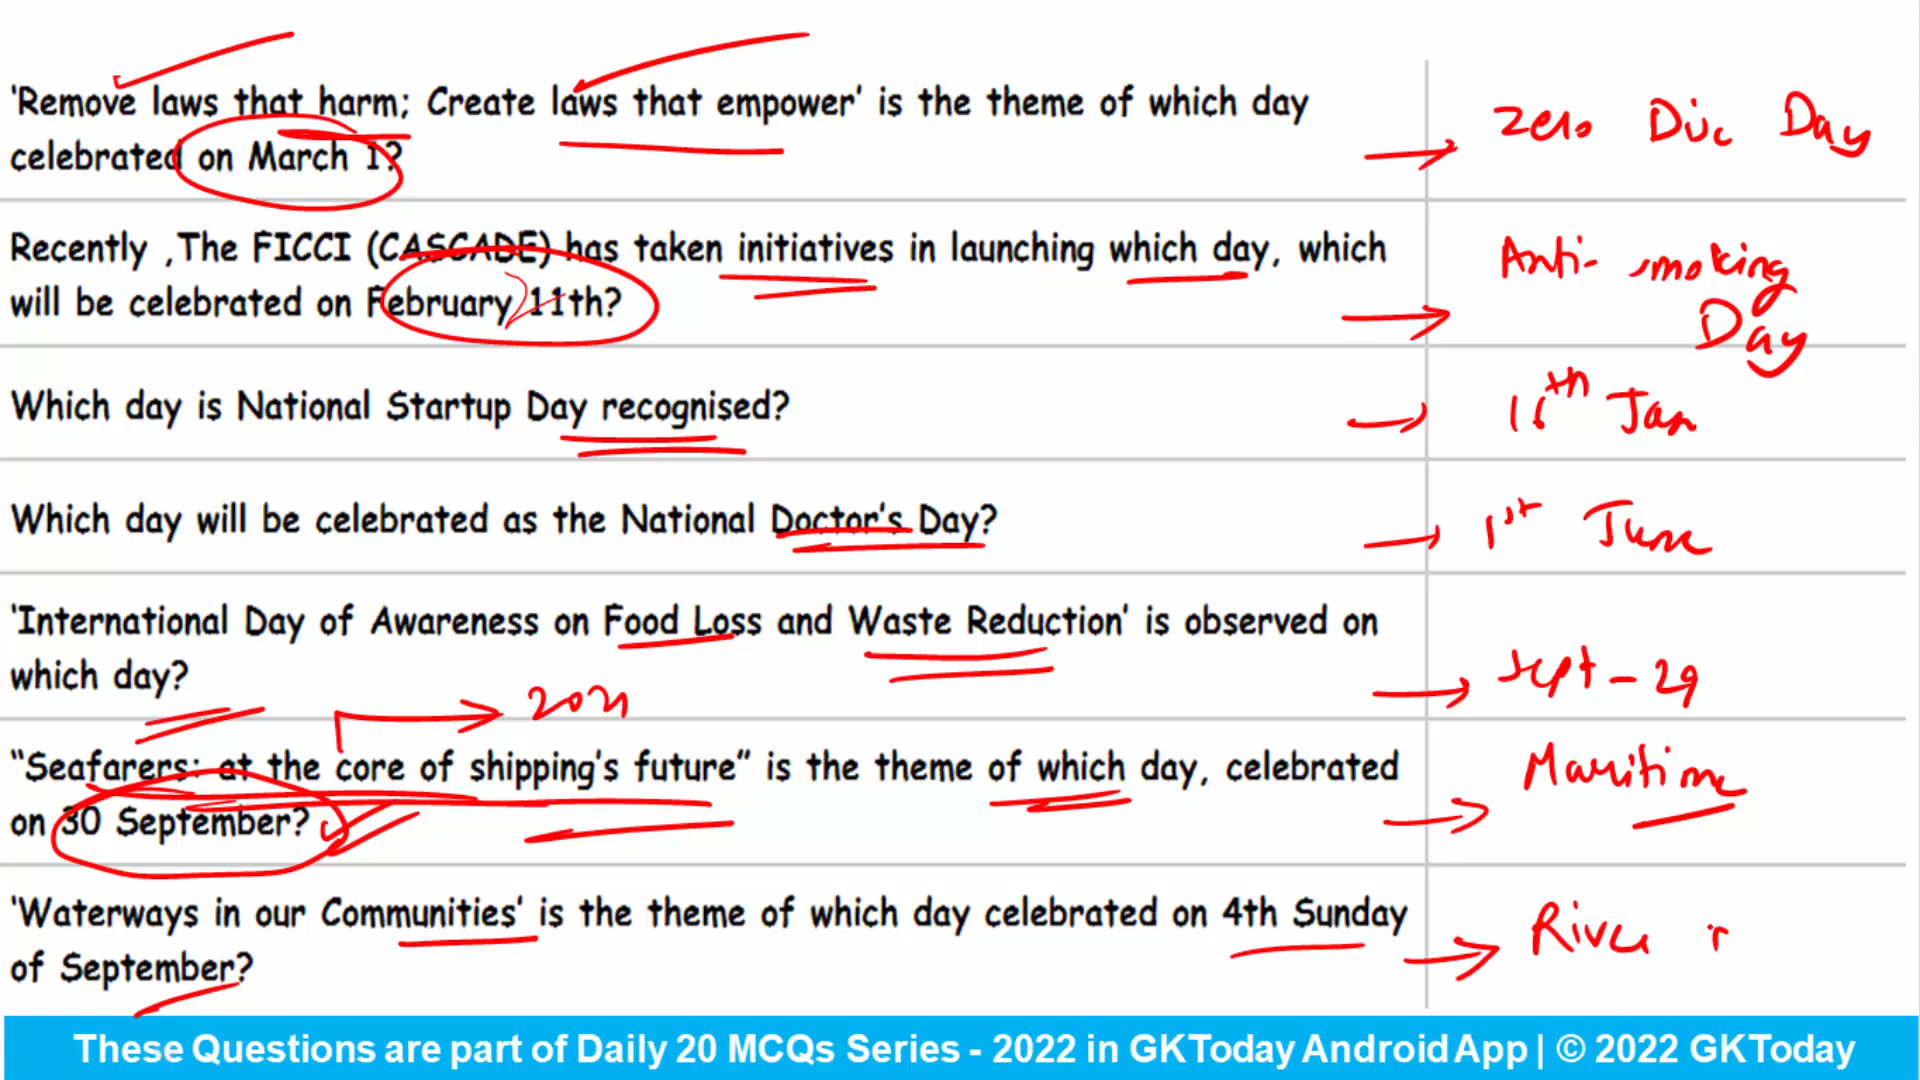 'Remove laws that harm; Create laws that empower' is the theme of which day
celebrated on March 1?
Zero Disc Day
Recently ,The FICCI (CASCADE) has taken initiatives in launching which day, which
will be celebrated on February 11th?
Anti-smoking
Day
Which day is National Startup Day recognised?
16th Jan
Which day will be celebrated as the National Doctor's Day?
1st June
'International Day of Awareness on Food Loss and Waste Reduction' is observed on
which day?
Sept-29
2021
"Seafarers: at the core of shipping's future" is the theme of which day, celebrated
on 30 September?
Maritime
'Waterways in our Communities' is the theme of which day celebrated on 4th Sunday
of September?
River
These Questions are part of Daily 20 MCQs Series - 2022 in GKToday Android App | © 2022 GKToday